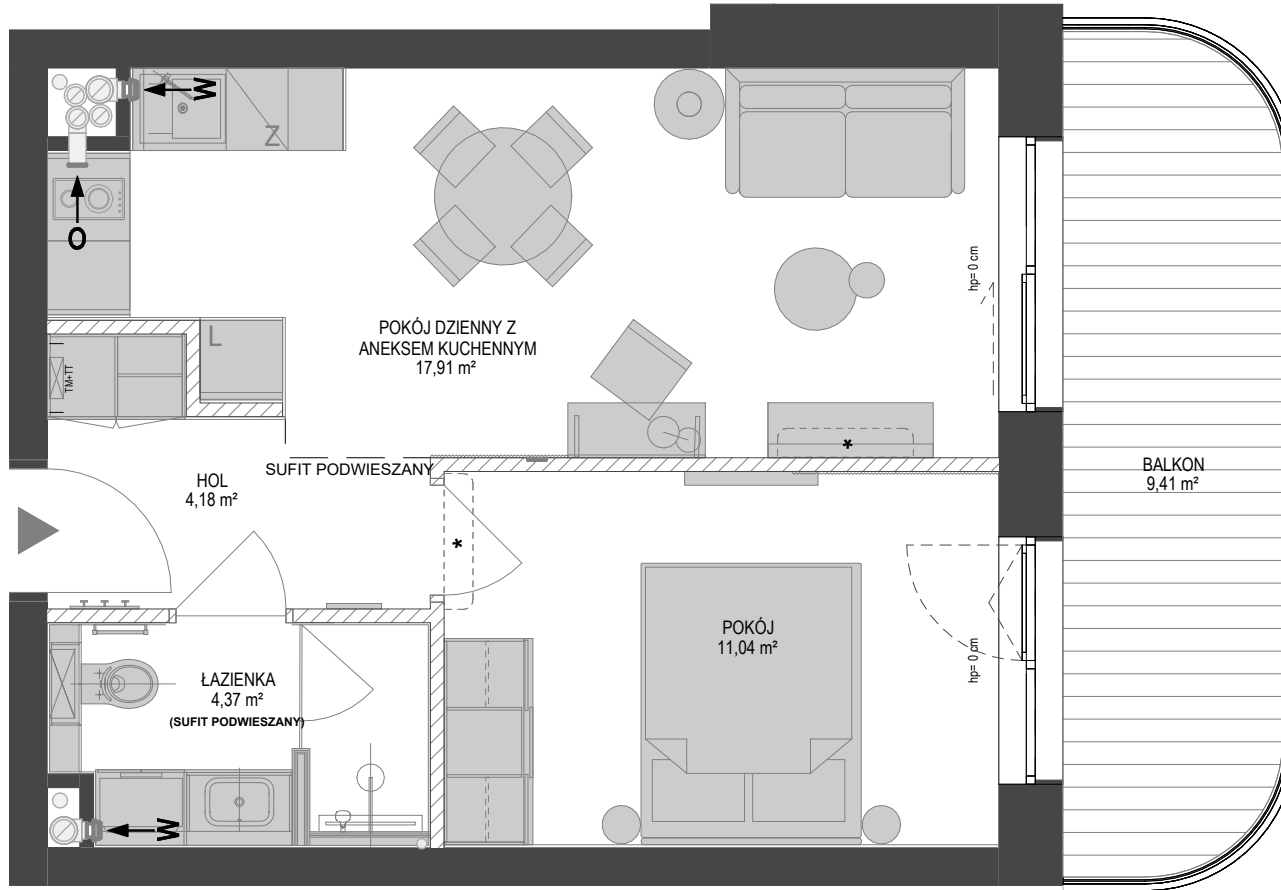 W
Z
O
hp= 0 cm
L
POKÓJ DZIENNY Z
ANEKSEM KUCHENNYM
17,91 m²
TM+TT
*
SUFIT PODWIESZANY
HOL
4,18 m²
BALKON
9,41 m²
*
POKÓJ
11,04 m²
hp= 0 cm
ŁAZIENKA
4,37 m²
(SUFIT PODWIESZANY)
W